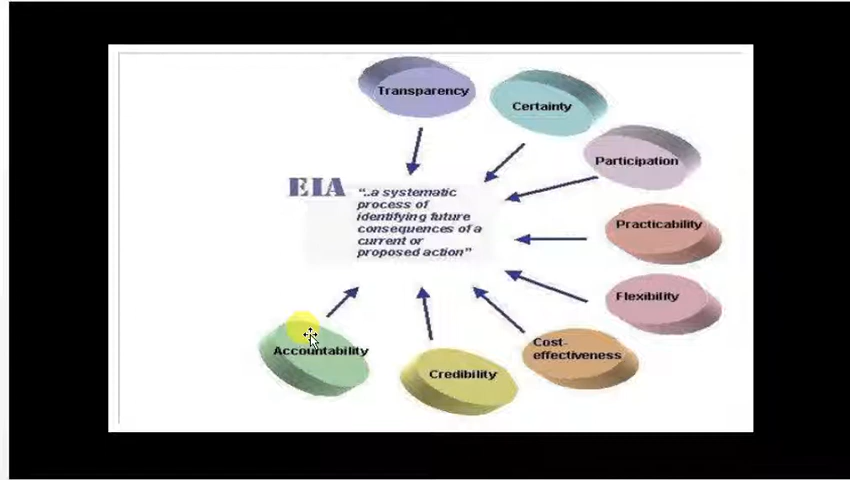 Transparency
Certainty
Participation
EIA
"..a systematic
process of
identifying future
consequences of a
current or
proposed action"
Practicability
Flexibility
Cost-
effectiveness
Credibility
Accountability